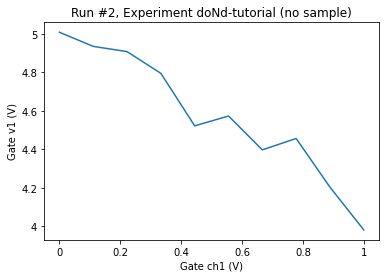 Run #2, Experiment doNd-tutorial (no sample)
5
4.8
4.6
4.4
4.2
4
Gate v1 (V)
0 0.2 0.4 0.6 0.8 1
Gate ch1 (V)